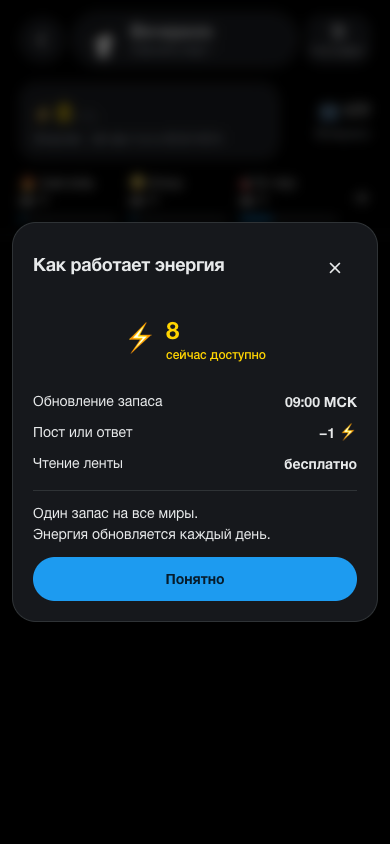 Как работает энергия
8
сейчас доступно
Обновление запаса 09:00 МСК
Пост или ответ −1 ⚡
Чтение ленты бесплатно
Один запас на все миры.
Энергия обновляется каждый день.
Понятно